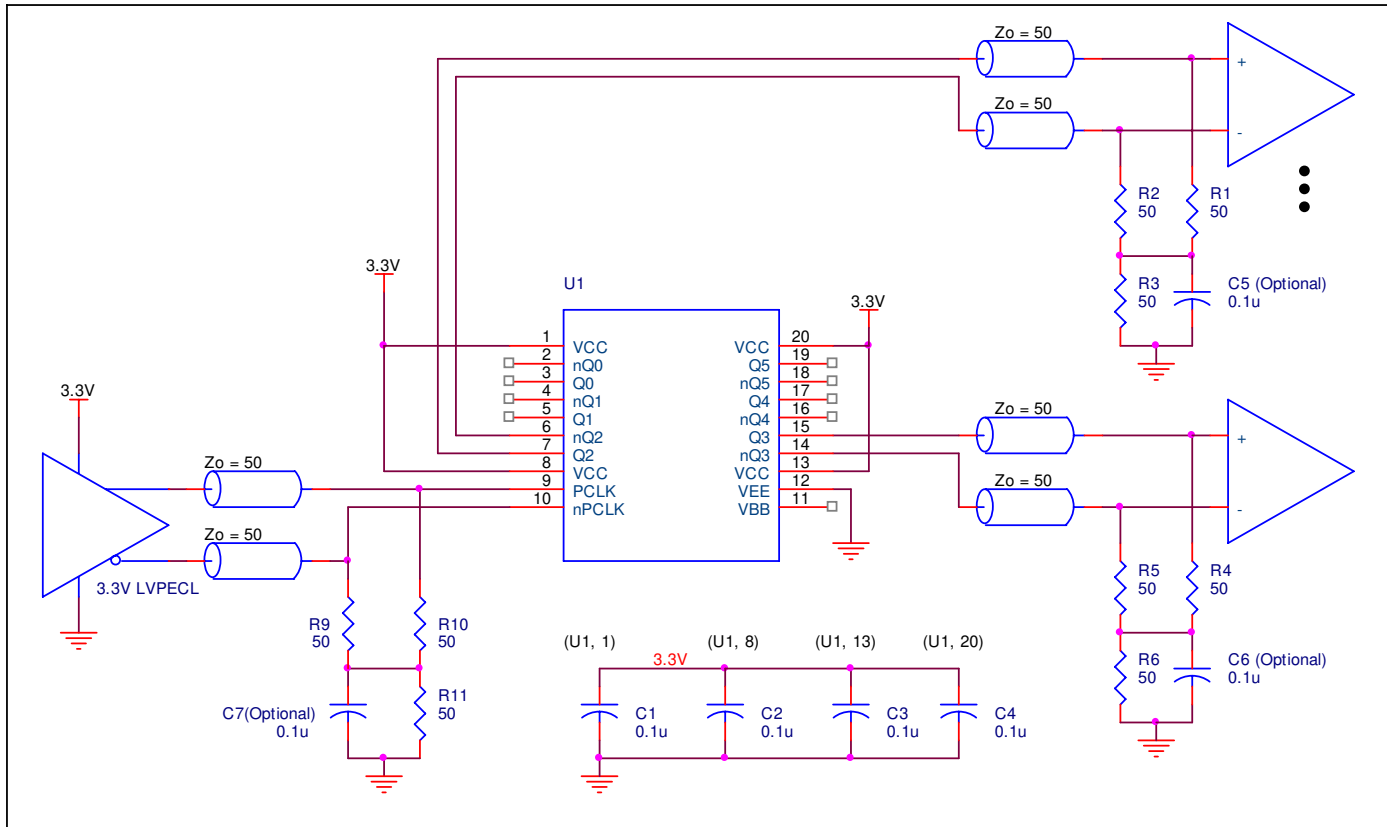 Zo = 50
+
Zo = 50
-
R2
50
R1
50
3.3V
U1
R3
50
C5 (Optional)
0.1u
3.3V
1
VCC
2
nQ0
3
Q0
4
nQ1
5
Q1
6
nQ2
7
Q2
8
VCC
9
PCLK
10
nPCLK
20
VCC
19
Q5
18
nQ5
17
Q4
16
nQ4
15
Q3
14
nQ3
13
VCC
12
VEE
11
VBB
3.3V
Zo = 50
Zo = 50
3.3V LVPECL
Zo = 50
+
Zo = 50
-
R9
50
R10
50
R5
50
R4
50
(U1, 1)
(U1, 8)
(U1, 13)
(U1, 20)
3.3V
R6
50
C6 (Optional)
0.1u
C7(Optional)
0.1u
R11
50
C1
0.1u
C2
0.1u
C3
0.1u
C4
0.1u